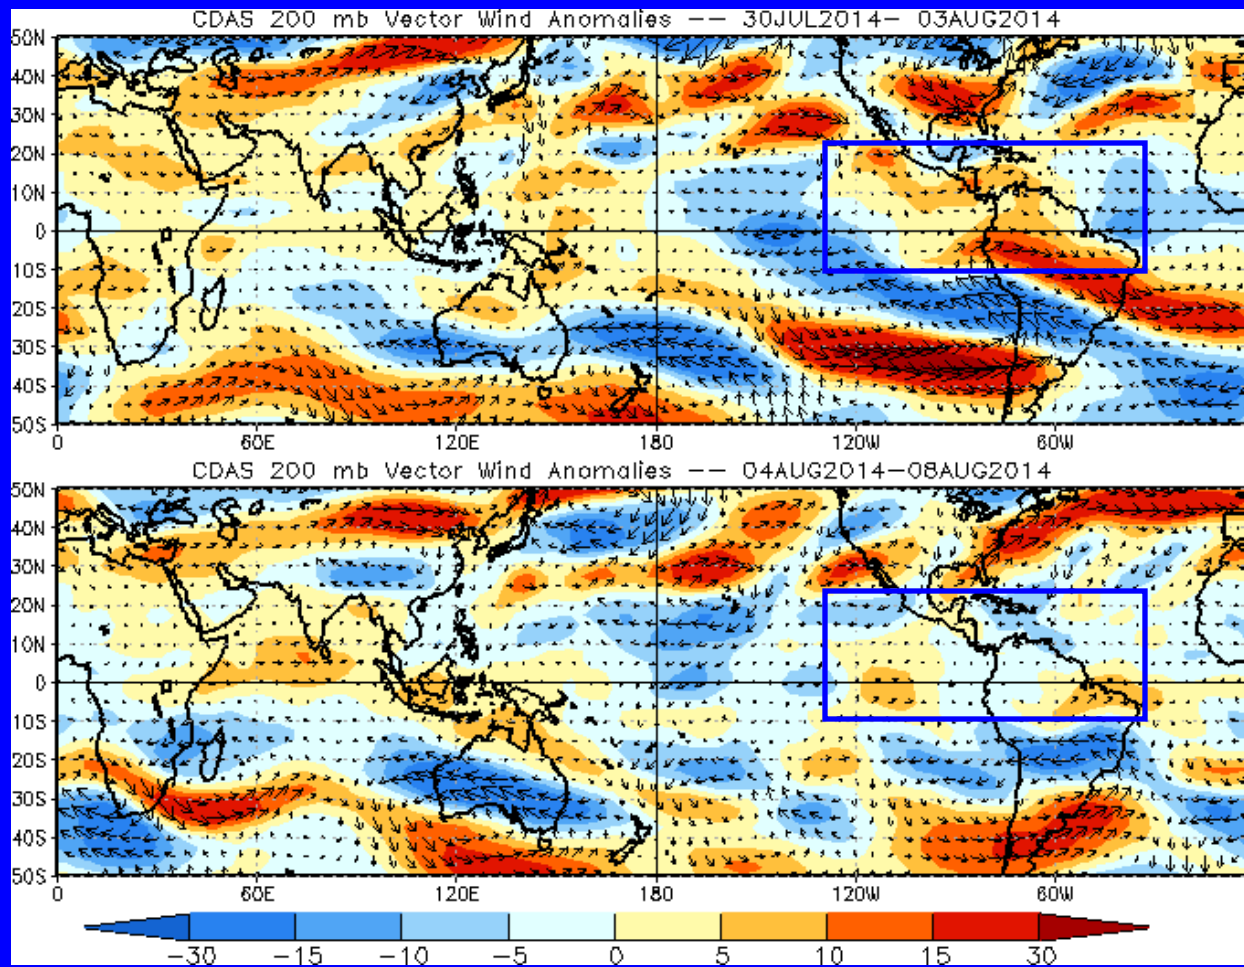 CDAS 200 mb Vector Wind Anomalies -- 30JUL2014- 03AUG2014
50N
40N
30N
20N
10N
0
10S
20S
30S
40S
50S
0 60E 120E 180 120W 60W
CDAS 200 mb Vector Wind Anomalies -- 04AUG2014-08AUG2014
50N
40N
30N
20N
10N
0
10S
20S
30S
40S
50S
0 60E 120E 180 120W 60W
-30 -15 -10 -5 0 5 10 15 30